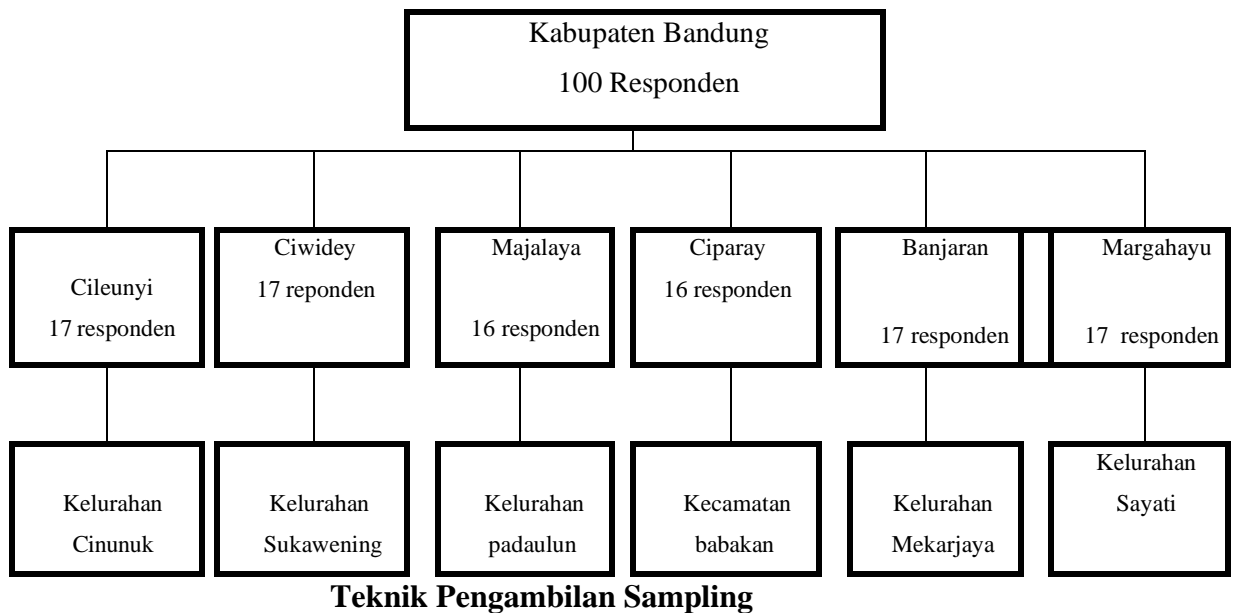 Kabupaten Bandung
100 Responden
Cileunyi
17 responden
Ciwidey
17 reponden
Majalaya
16 responden
Ciparay
16 responden
Banjaran
17 responden
Margahayu
17 responden
Kelurahan
Cinunuk
Kelurahan
Sukawening
Kelurahan
padaulun
Kecamatan
babakan
Kelurahan
Mekarjaya
Kelurahan
Sayati
Teknik Pengambilan Sampling